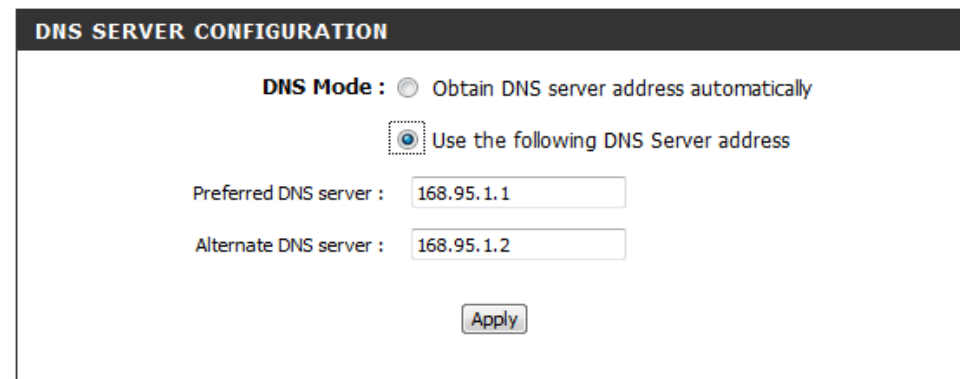 DNS SERVER CONFIGURATION
DNS Mode : Obtain DNS server address automatically
Use the following DNS Server address
Preferred DNS server : 168.95.1.1
Alternate DNS server : 168.95.1.2
Apply